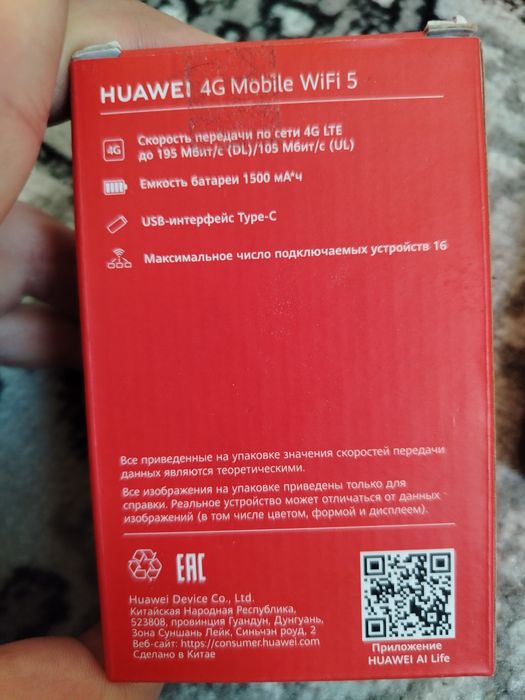 HUAWEI 4G Mobile WiFi 5
4G
Скорость передачи по сети 4G LTE
до 195 Мбит/с (DL)/105 Мбит/с (UL)
Емкость батареи 1500 мА*ч
USB-интерфейс Type-C
Максимальное число подключаемых устройств 16
Все приведенные на упаковке значения скоростей передачи
данных являются теоретическими.
Все изображения на упаковке приведены только для
справки. Реальное устройство может отличаться от данных
изображений (в том числе цветом, формой и дисплеем).
EAC
Huawei Device Co., Ltd.
Китайская Народная Республика,
523808, провинция Гуандун, Дунгуань,
Зона Суншань Лейк, Синьчэн роуд, 2
Веб-сайт: https://consumer.huawei.com
Сделано в Китае
Приложение
HUAWEI AI Life